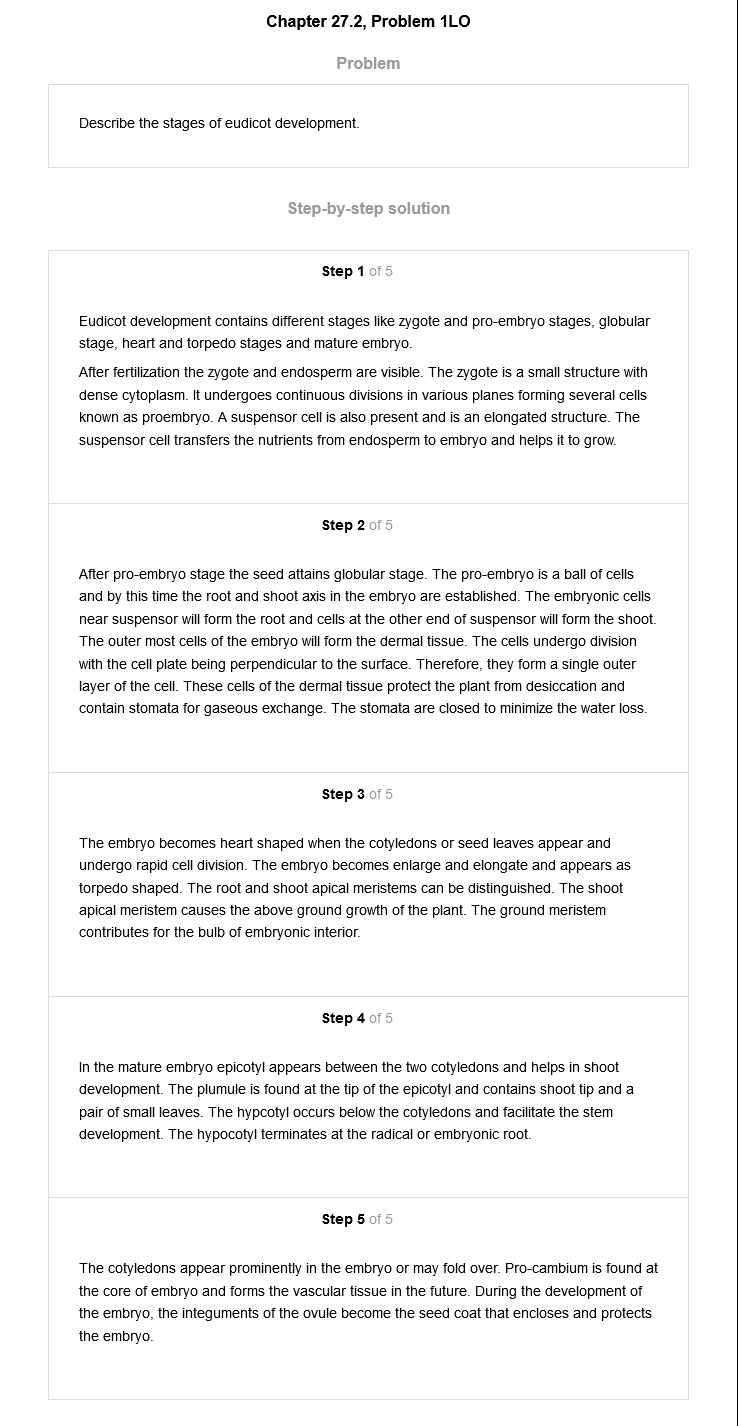 Chapter 27.2, Problem 1LO
Problem
Describe the stages of eudicot development.
Step-by-step solution
Step 1 of 5
Eudicot development contains different stages like zygote and pro-embryo stages, globular
stage, heart and torpedo stages and mature embryo.
After fertilization the zygote and endosperm are visible. The zygote is a small structure with
dense cytoplasm. It undergoes continuous divisions in various planes forming several cells
known as proembryo. A suspensor cell is also present and is an elongated structure. The
suspensor cell transfers the nutrients from endosperm to embryo and helps it to grow.
Step 2 of 5
After pro-embryo stage the seed attains globular stage. The pro-embryo is a ball of cells
and by this time the root and shoot axis in the embryo are established. The embryonic cells
near suspensor will form the root and cells at the other end of suspensor will form the shoot.
The outer most cells of the embryo will form the dermal tissue. The cells undergo division
with the cell plate being perpendicular to the surface. Therefore, they form a single outer
layer of the cell. These cells of the dermal tissue protect the plant from desiccation and
contain stomata for gaseous exchange. The stomata are closed to minimize the water loss.
Step 3 of 5
The embryo becomes heart shaped when the cotyledons or seed leaves appear and
undergo rapid cell division. The embryo becomes enlarge and elongate and appears as
torpedo shaped. The root and shoot apical meristems can be distinguished. The shoot
apical meristem causes the above ground growth of the plant. The ground meristem
contributes for the bulb of embryonic interior.
Step 4 of 5
In the mature embryo epicotyl appears between the two cotyledons and helps in shoot
development. The plumule is found at the tip of the epicotyl and contains shoot tip and a
pair of small leaves. The hypcotyl occurs below the cotyledons and facilitate the stem
development. The hypocotyl terminates at the radical or embryonic root.
Step 5 of 5
The cotyledons appear prominently in the embryo or may fold over. Pro-cambium is found at
the core of embryo and forms the vascular tissue in the future. During the development of
the embryo, the integuments of the ovule become the seed coat that encloses and protects
the embryo.